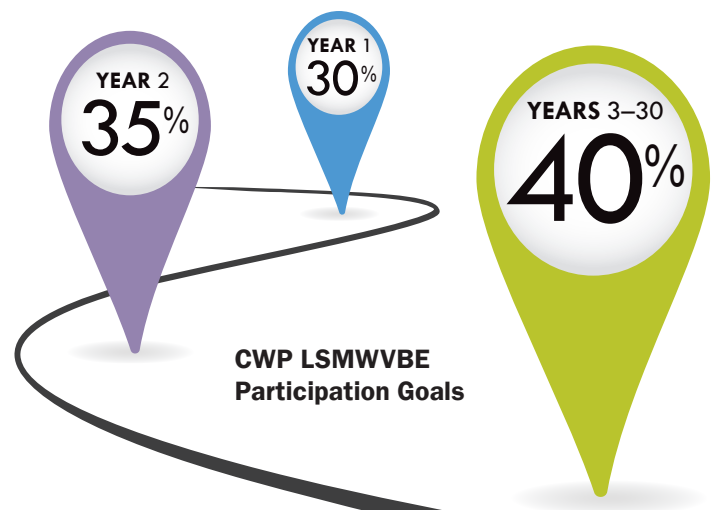 YEAR 1
30%
YEAR 2
35%
YEARS 3–30
40%
CWP LSMWVBE
Participation Goals